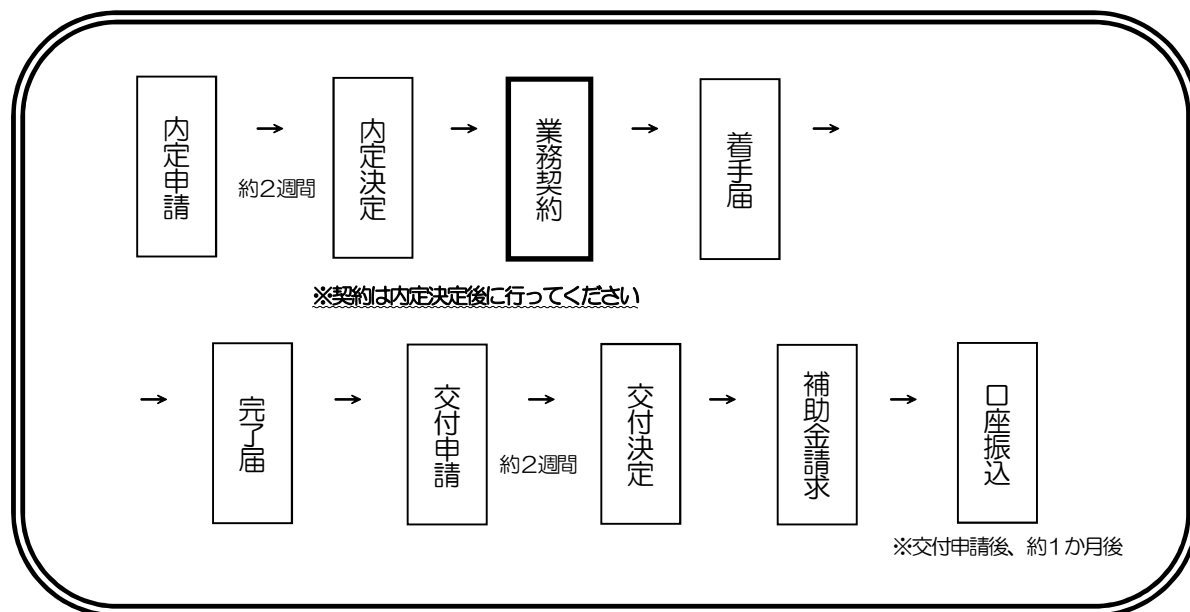 内定申請
→
約２週間
内定決定
→
業務契約
→
着手届
→
※契約は内定決定後に行ってください
→
完了届
→
交付申請
→
約２週間
交付決定
→
補助金請求
→
口座振込
※交付申請後、約１か月後